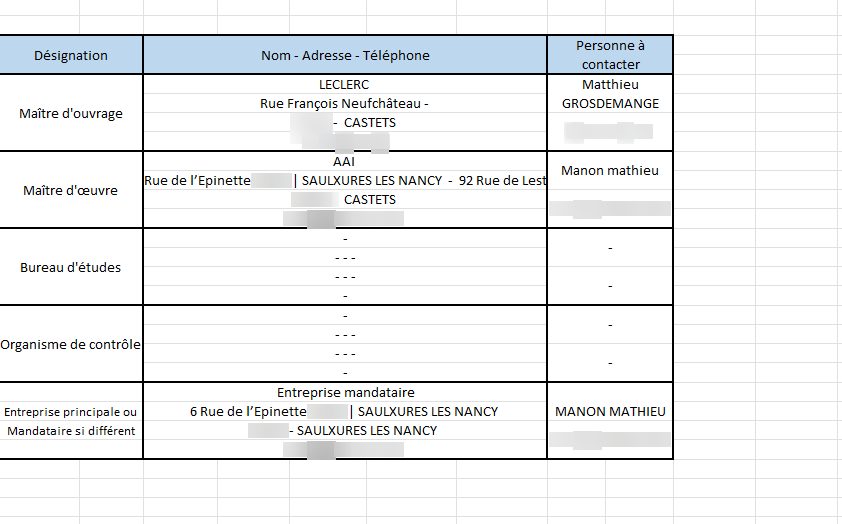 Désignation
Nom - Adresse - Téléphone
Personne à
contacter
Maître d'ouvrage
LECLERC
Rue François Neufchâteau -
- CASTETS
Matthieu
GROSDEMANGE
Maître d'œuvre
AAI
Rue de l'Epinette | SAULXURES LES NANCY - 92 Rue de Lest
CASTETS
Manon mathieu
Bureau d'études
-
- - -
- - -
-
-
-
Organisme de contrôle
-
- - -
- - -
-
-
-
Entreprise principale ou
Mandataire si différent
Entreprise mandataire
6 Rue de l'Epinette | SAULXURES LES NANCY
- SAULXURES LES NANCY
MANON MATHIEU